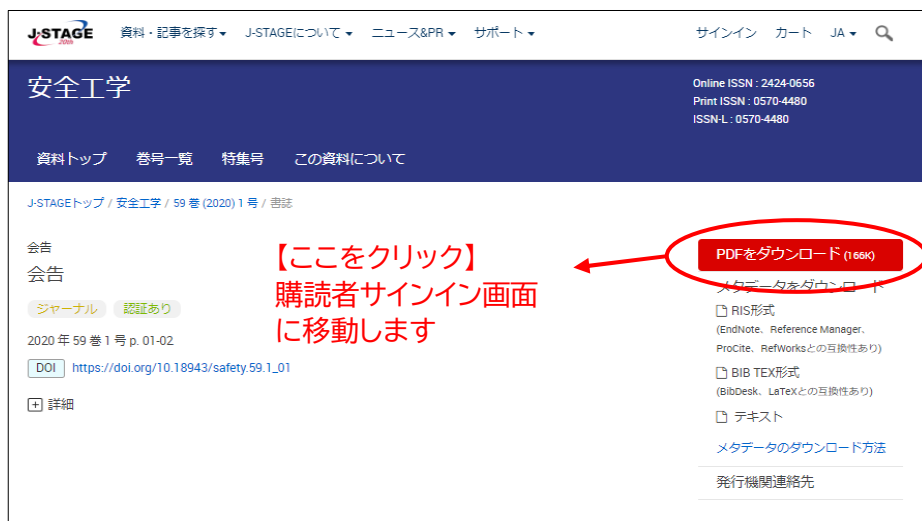 J-STAGE 20th 資料・記事を探す▾ J-STAGEについて▾ ニュース&PR▾ サポート▾ サインイン カート JA▾
安全工学
Online ISSN : 2424-0656
Print ISSN : 0570-4480
ISSN-L : 0570-4480
資料トップ 巻号一覧 特集号 この資料について
J-STAGEトップ / 安全工学 / 59 巻 (2020) 1 号 / 書誌
会告
会告
ジャーナル 認証あり
2020 年 59 巻 1 号 p. 01-02
DOI https://doi.org/10.18943/safety.59.1_01
詳細
【ここをクリック】
購読者サインイン画面
に移動します
PDFをダウンロード (166K)
メタデータをダウンロード
RIS形式
(EndNote、Reference Manager、
ProCite、RefWorksとの互換性あり)
BIB TEX形式
(BibDesk、LaTeXとの互換性あり)
テキスト
メタデータのダウンロード方法
発行機関連絡先